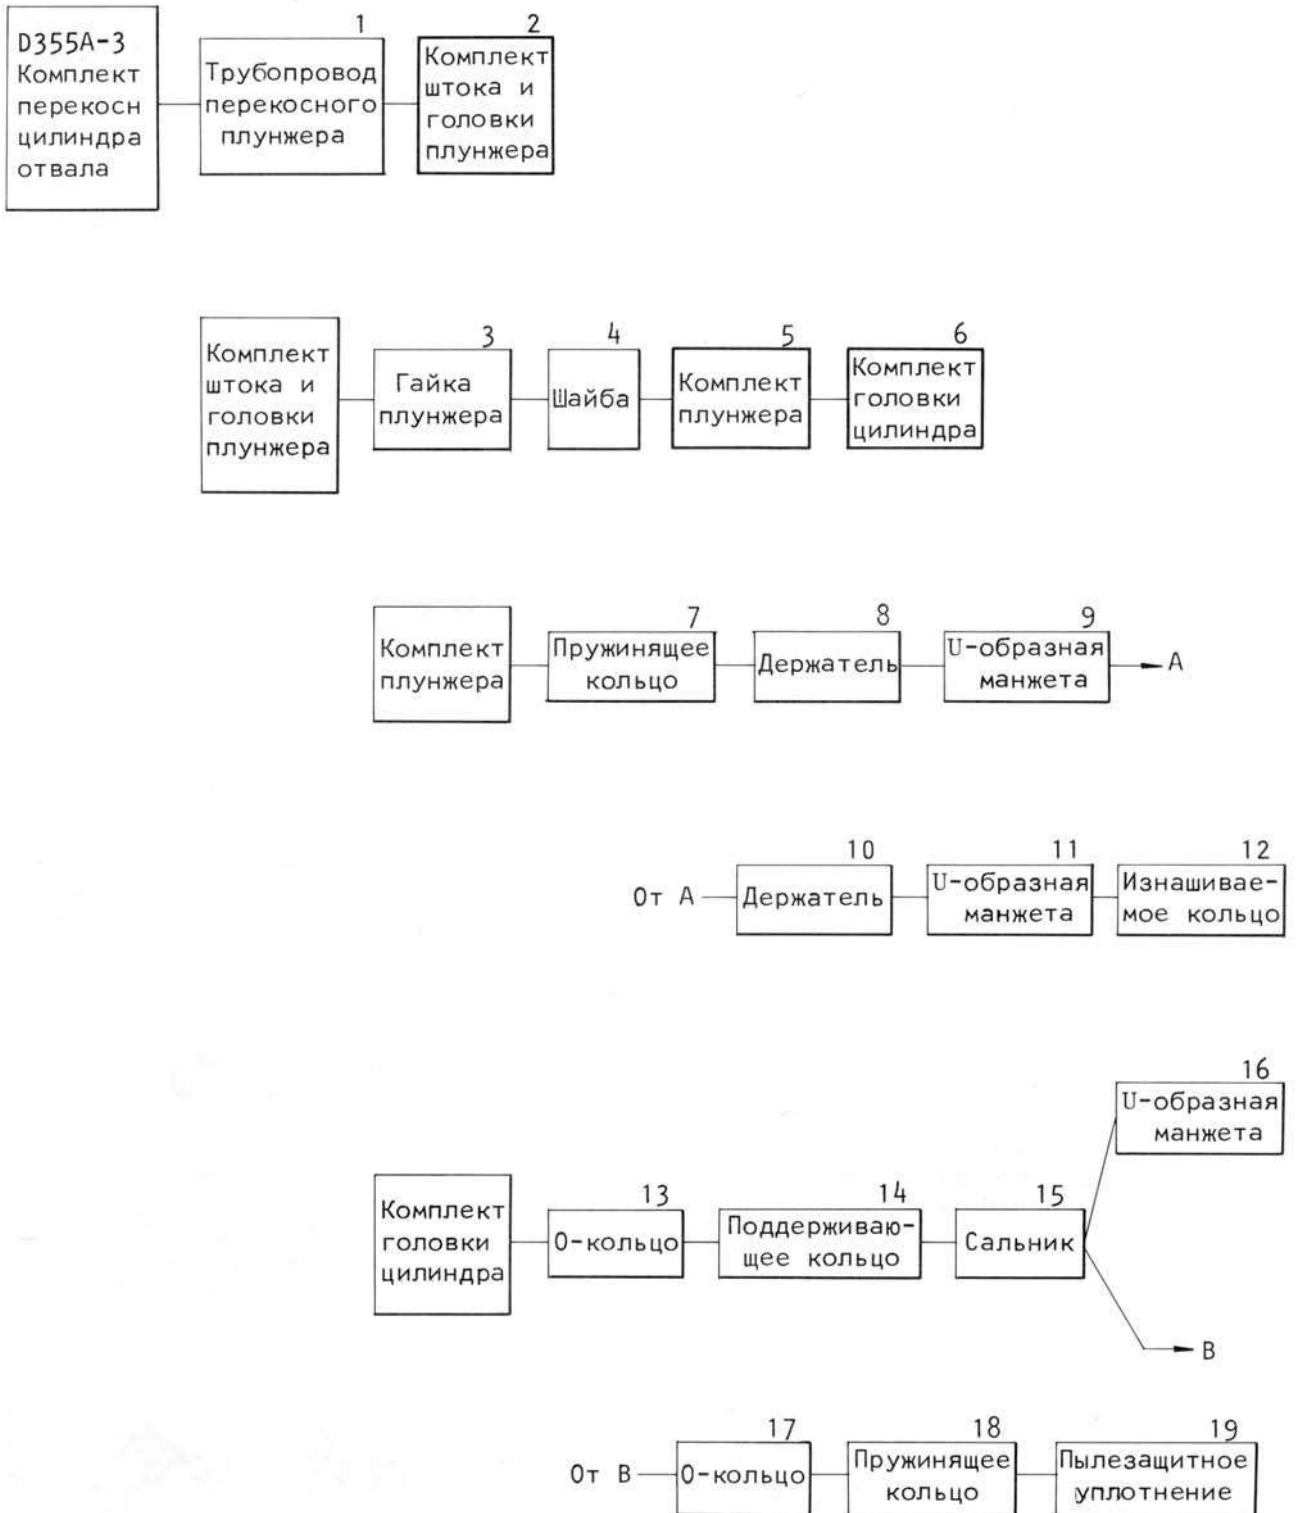 D355A-3
Комплект
перекосн
цилиндра
отвала
1
Трубопровод
перекосного
плунжера
2
Комплект
штока и
головки
плунжера
Комплект
штока и
головки
плунжера
3
Гайка
плунжера
4
Шайба
5
Комплект
плунжера
6
Комплект
головки
цилиндра
Комплект
плунжера
7
Пружинящее
кольцо
8
Держатель
9
U-образная
манжета
A
От A
10
Держатель
11
U-образная
манжета
12
Изнашивае-
мое кольцо
16
U-образная
манжета
Комплект
головки
цилиндра
13
О-кольцо
14
Поддерживаю-
щее кольцо
15
Сальник
B
От B
17
О-кольцо
18
Пружинящее
кольцо
19
Пылезащитное
уплотнение